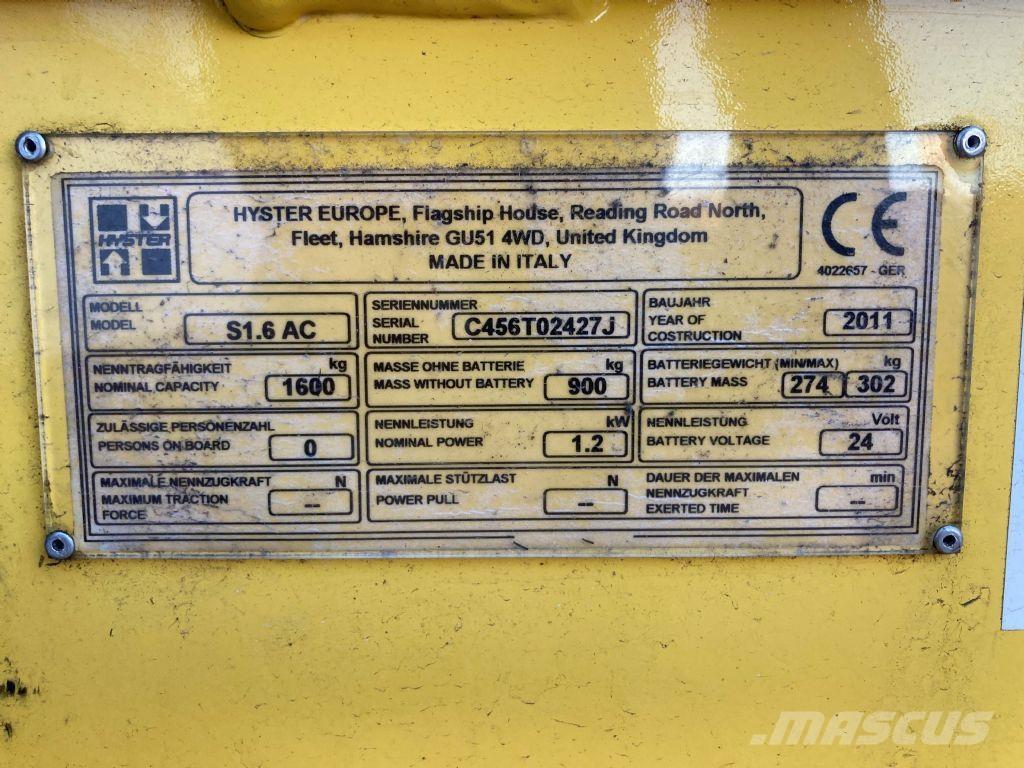 HYSTER
HYSTER EUROPE, Flagship House, Reading Road North,
Fleet, Hamshire GU51 4WD, United Kingdom
MADE IN ITALY
CE
4022657 - GER
MODELL
MODEL
S1.6 AC
SERIENNUMMER
SERIAL
NUMBER
C456T02427J
BAUJAHR
YEAR OF
COSTRUCTION
2011
NENNTRAGFÄHIGKEIT kg
NOMINAL CAPACITY 1600
MASSE OHNE BATTERIE kg
MASS WITHOUT BATTERY 900
BATTERIEGEWICHT (MIN/MAX) kg
BATTERY MASS 274 302
ZULÄSSIGE PERSONENZAHL
PERSONS ON BOARD 0
NENNLEISTUNG kW
NOMINAL POWER 1.2
NENNLEISTUNG Volt
BATTERY VOLTAGE 24
MAXIMALE NENNZUGKRAFT N
MAXIMUM TRACTION
FORCE
--
MAXIMALE STÜTZLAST N
POWER PULL --
DAUER DER MAXIMALEN min
NENNZUGKRAFT
EXERTED TIME
--
MASCUS